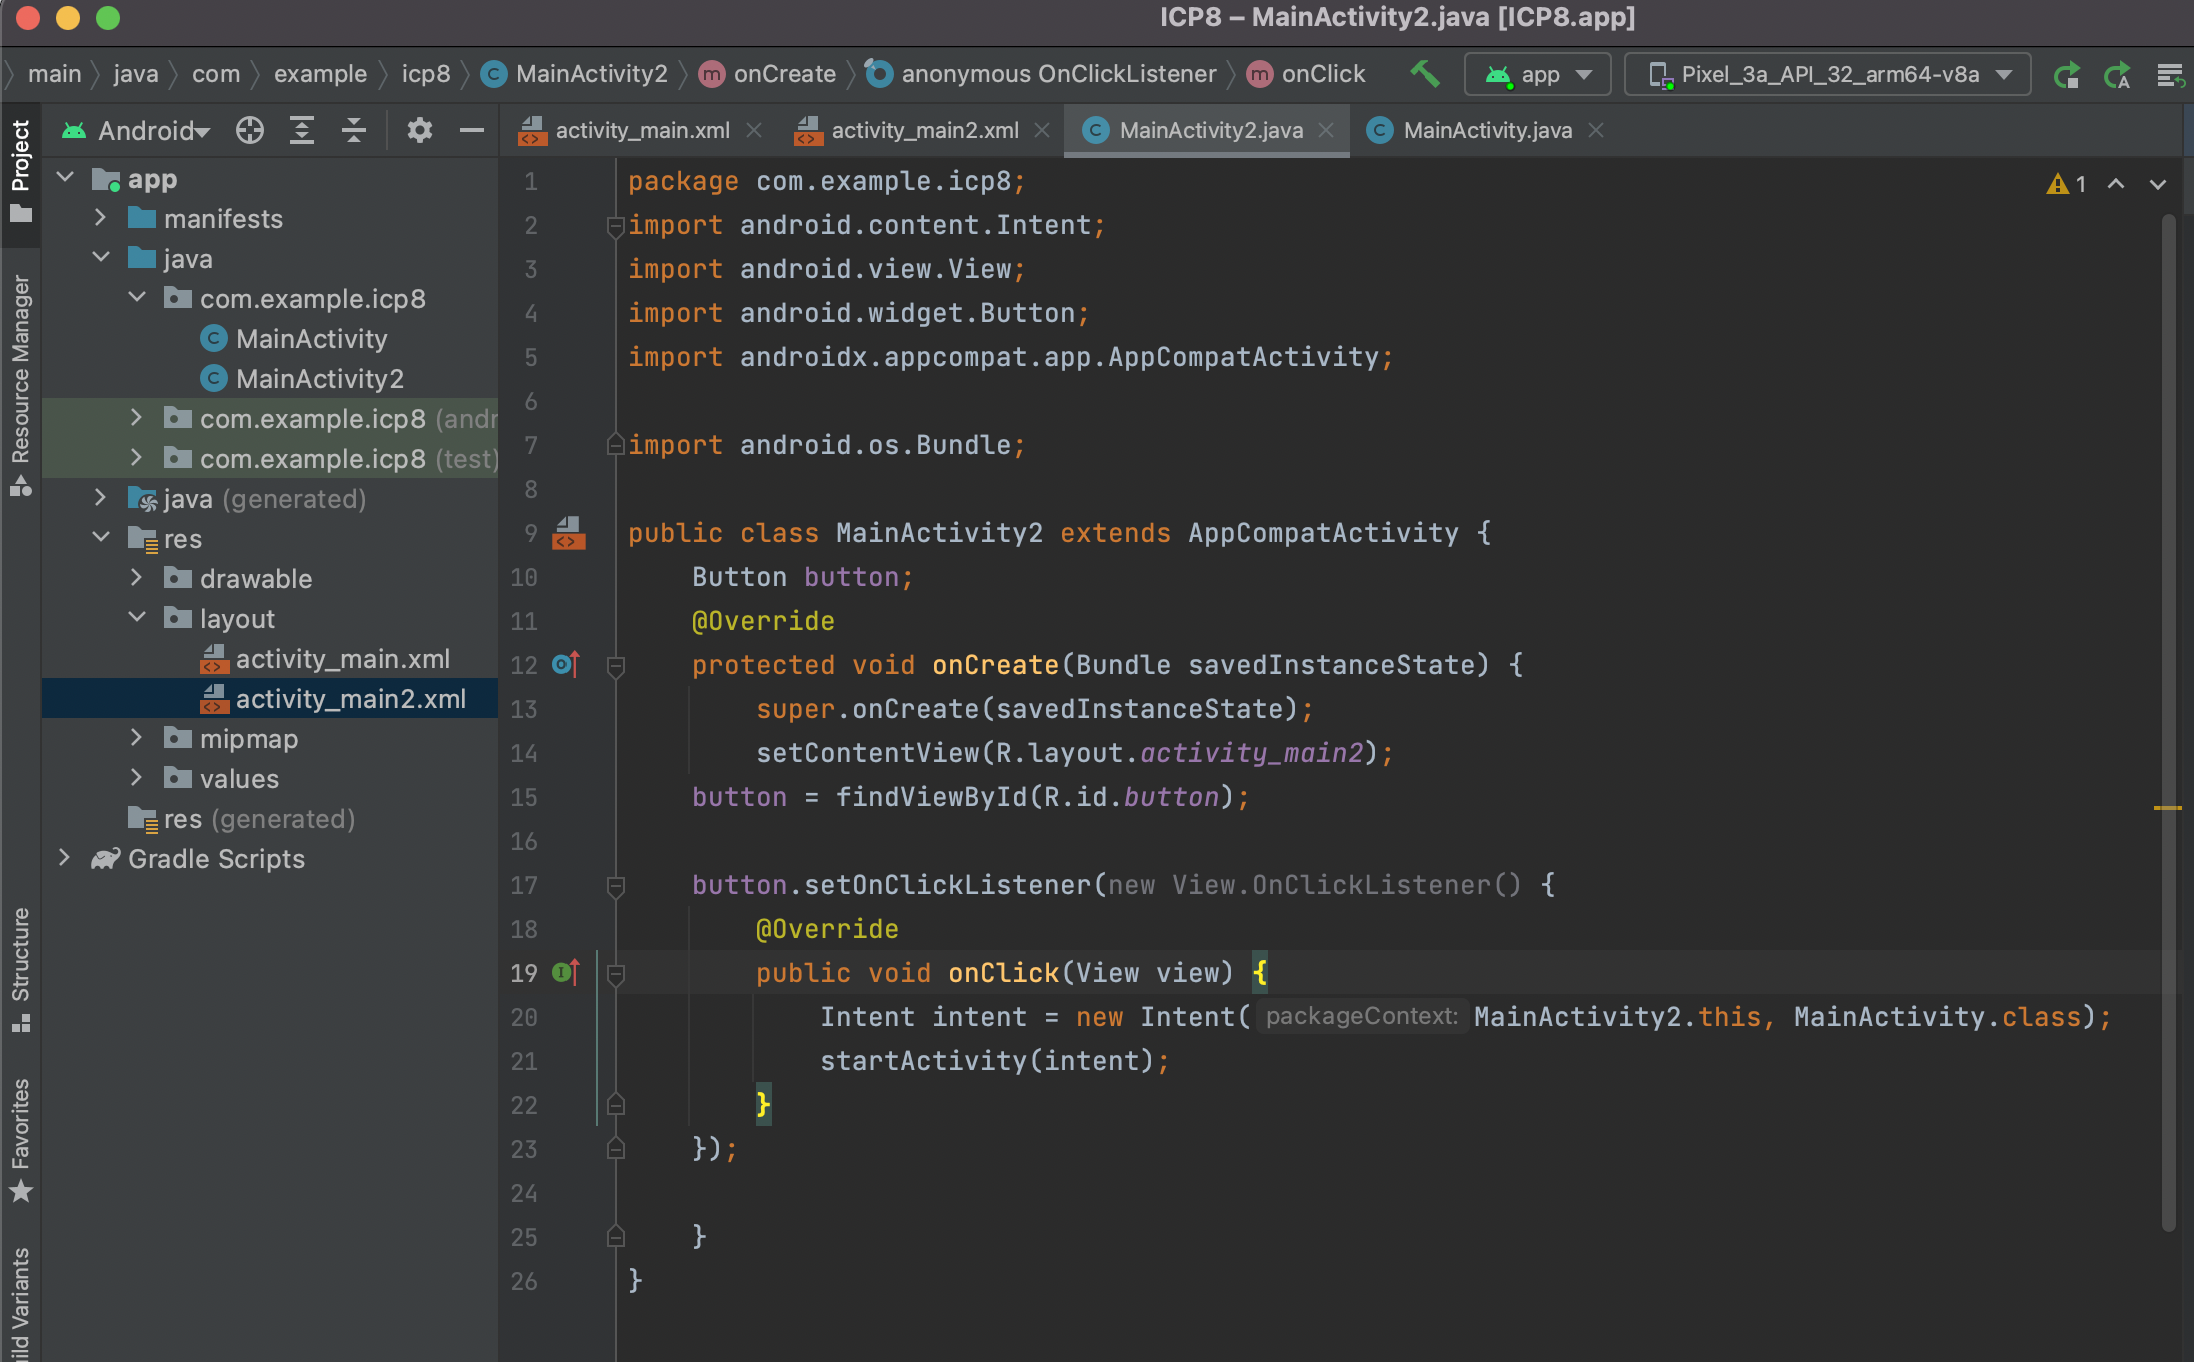 ICP8 – MainActivity2.java [ICP8.app]
main java com example icp8 MainActivity2 onCreate anonymous OnClickListener onClick app Pixel_3a_API_32_arm64-v8a
Android
activity_main.xml activity_main2.xml MainActivity2.java MainActivity.java
Project
Resource Manager
Structure
Favorites
app
manifests
java
com.example.icp8
MainActivity
MainActivity2
com.example.icp8 (andr
com.example.icp8 (test)
java (generated)
res
drawable
layout
activity_main.xml
activity_main2.xml
mipmap
values
res (generated)
Gradle Scripts
1
1 package com.example.icp8;
2 import android.content.Intent;
3 import android.view.View;
4 import android.widget.Button;
5 import androidx.appcompat.app.AppCompatActivity;
6
7 import android.os.Bundle;
8
9 public class MainActivity2 extends AppCompatActivity {
10 Button button;
11 @Override
12 protected void onCreate(Bundle savedInstanceState) {
13 super.onCreate(savedInstanceState);
14 setContentView(R.layout.activity_main2);
15 button = findViewById(R.id.button);
16
17 button.setOnClickListener(new View.OnClickListener() {
18 @Override
19 public void onClick(View view) {
20 Intent intent = new Intent( packageContext: MainActivity2.this, MainActivity.class);
21 startActivity(intent);
22 }
23 });
24
25 }
26 }